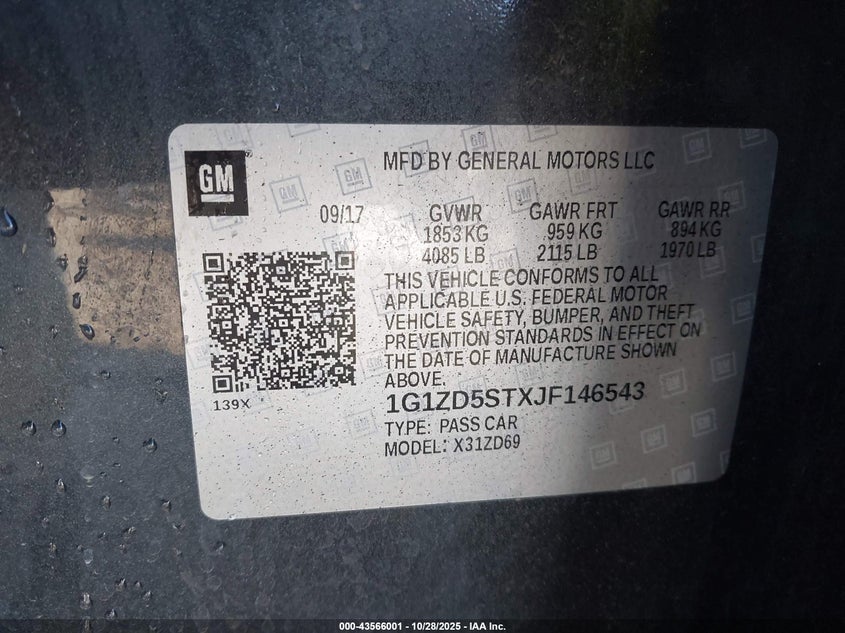 GM
MFD BY GENERAL MOTORS LLC
09/17 GVWR GAWR FRT GAWR RR
1853 KG 959 KG 894 KG
4085 LB 2115 LB 1970 LB
THIS VEHICLE CONFORMS TO ALL
APPLICABLE U.S. FEDERAL MOTOR
VEHICLE SAFETY, BUMPER, AND THEFT
PREVENTION STANDARDS IN EFFECT ON
THE DATE OF MANUFACTURE SHOWN
ABOVE.
139X
1G1ZD5STXJF146543
TYPE: PASS CAR
MODEL: X31ZD69
000-43566001 | 10/28/2025 - IAA Inc.